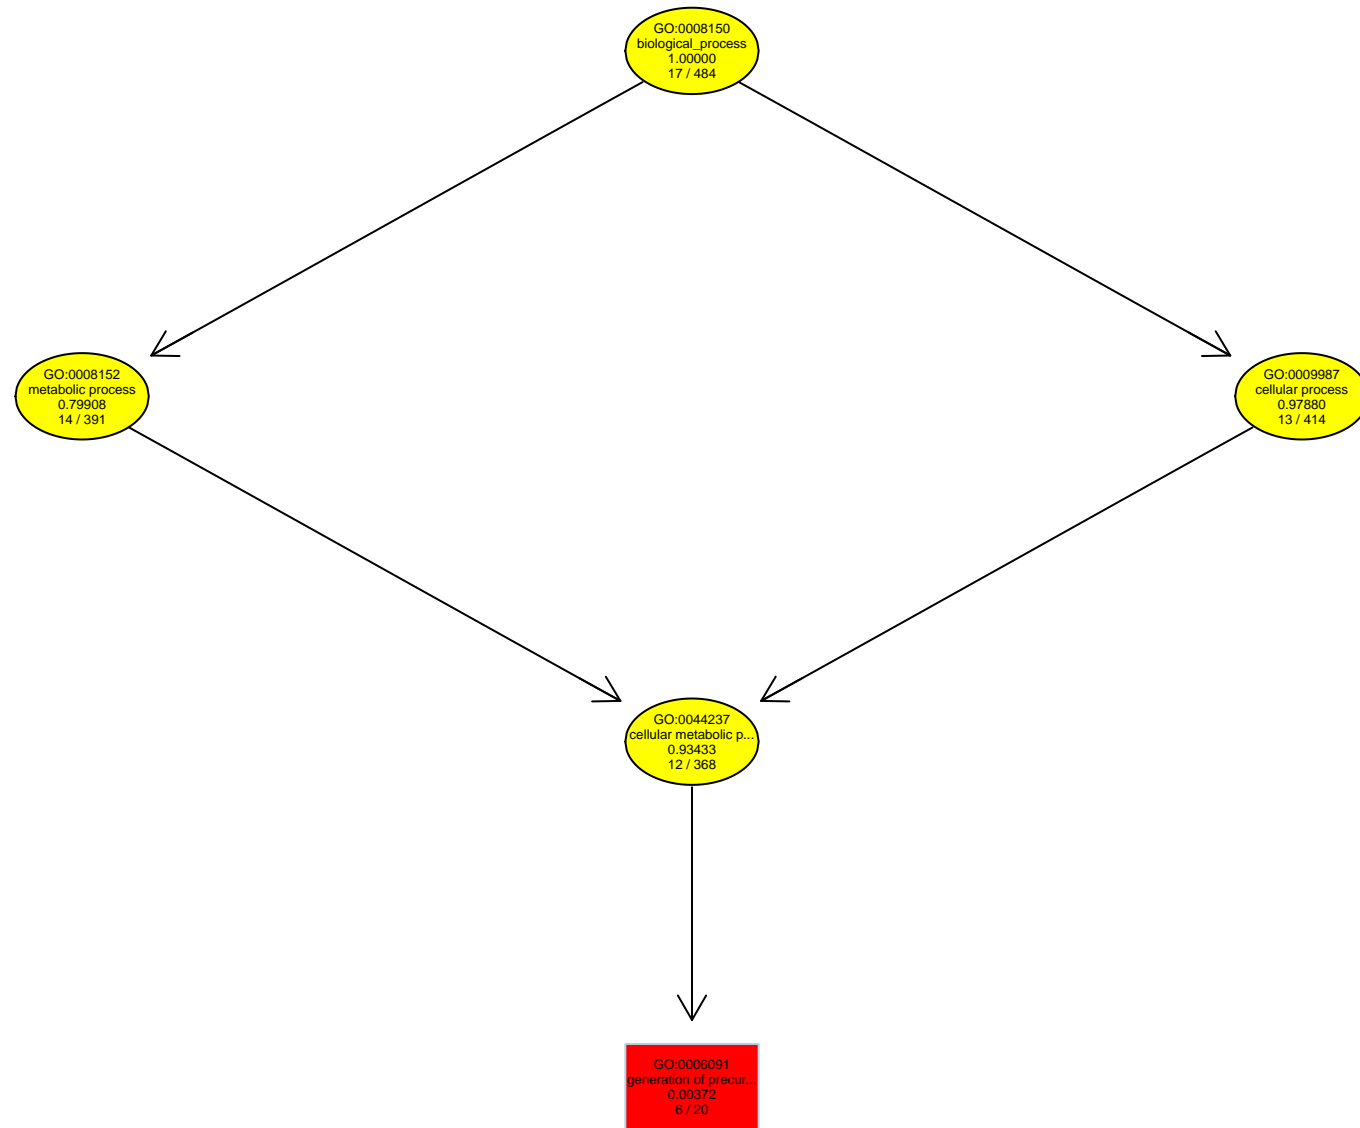 GO:0008150
biological_process
1.00000
17 / 484
GO:0008152
metabolic process
0.79908
14 / 391
GO:0009987
cellular process
0.97880
13 / 414
GO:0044237
cellular metabolic p...
0.93433
12 / 368
GO:0006091
generation of precur...
0.00372
6 / 20